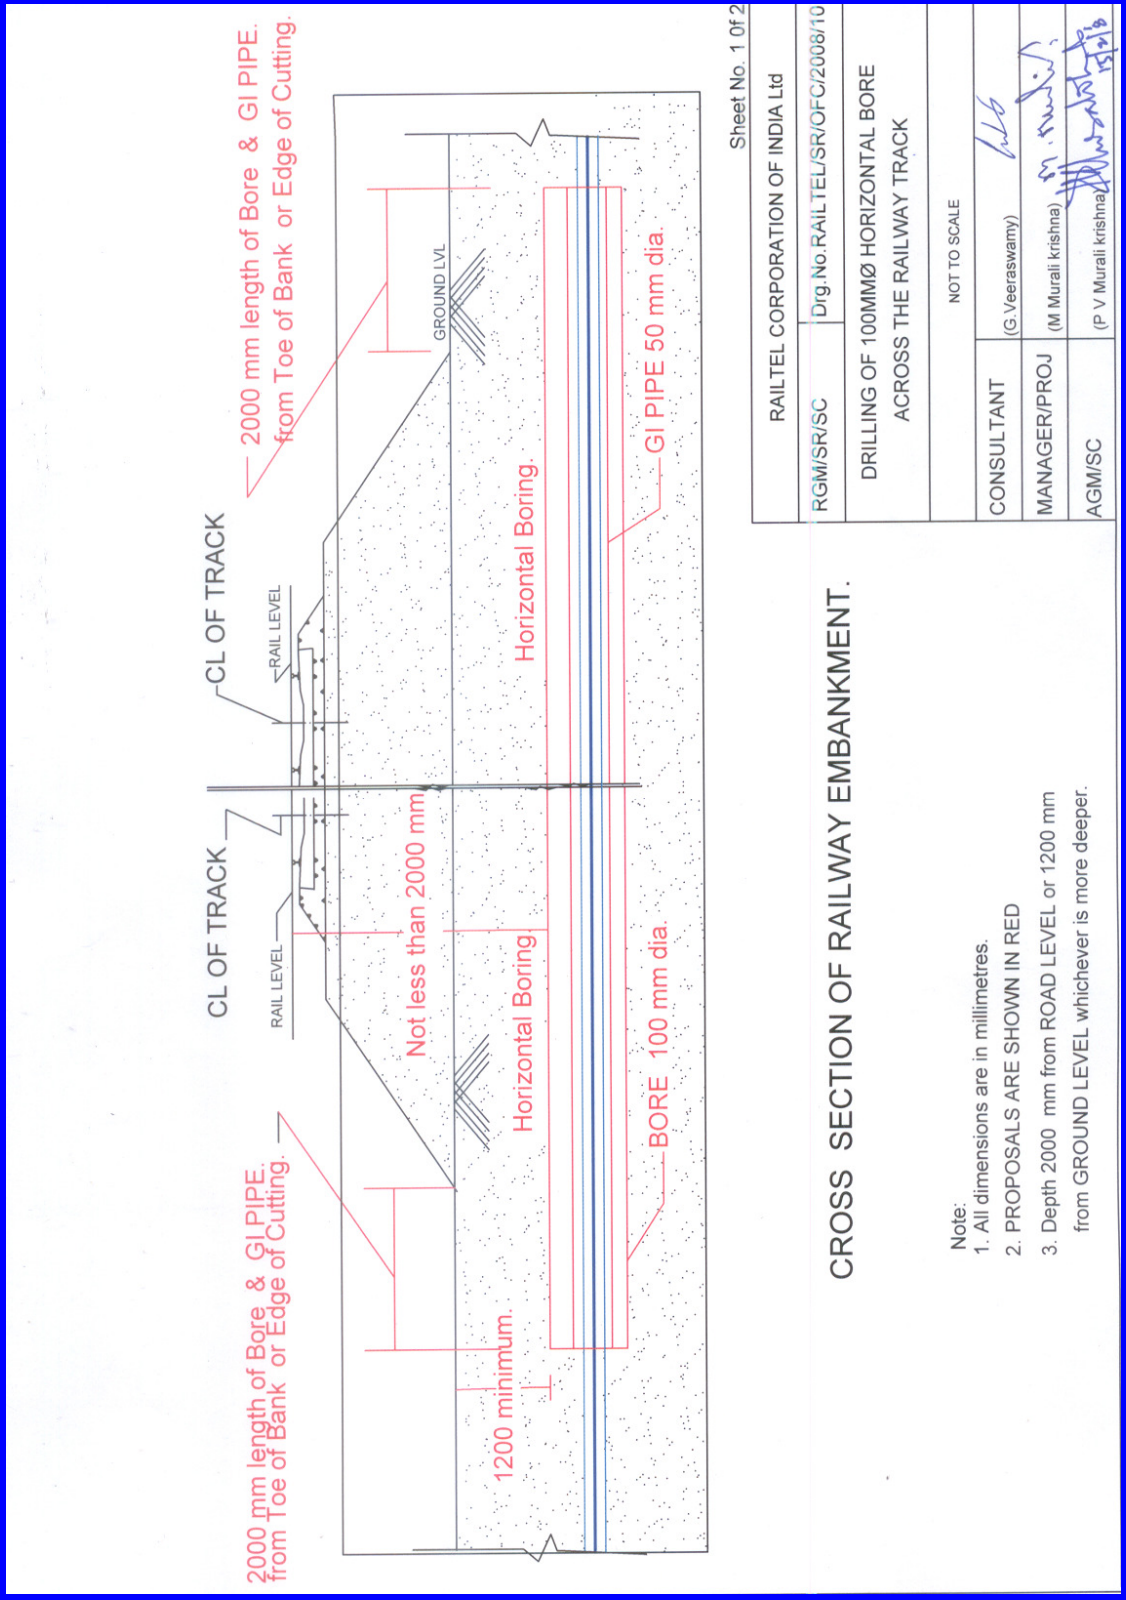 CL OF TRACK
CL OF TRACK
2000 mm length of Bore & GI PIPE.
from Toe of Bank or Edge of Cutting.
2000 mm length of Bore & GI PIPE.
from Toe of Bank or Edge of Cutting.
RAIL LEVEL
RAIL LEVEL
GROUND LVL
Not less than 2000 mm
1200 minimum.
Horizontal Boring.
Horizontal Boring.
BORE 100 mm dia.
GI PIPE 50 mm dia.
CROSS SECTION OF RAILWAY EMBANKMENT.
Note:
1. All dimensions are in millimetres.
2. PROPOSALS ARE SHOWN IN RED
3. Depth 2000 mm from ROAD LEVEL or 1200 mm
from GROUND LEVEL whichever is more deeper.
Sheet No. 1 0f 2
RAILTEL CORPORATION OF INDIA Ltd
RGM/SR/SC Drg.No.RAILTEL/SR/OFC/2008/10
DRILLING OF 100MMØ HORIZONTAL BORE
ACROSS THE RAILWAY TRACK
NOT TO SCALE
CONSULTANT (G.Veeraswamy)
MANAGER/PROJ (M Murali krishna)
AGM/SC (P V Murali krishna)